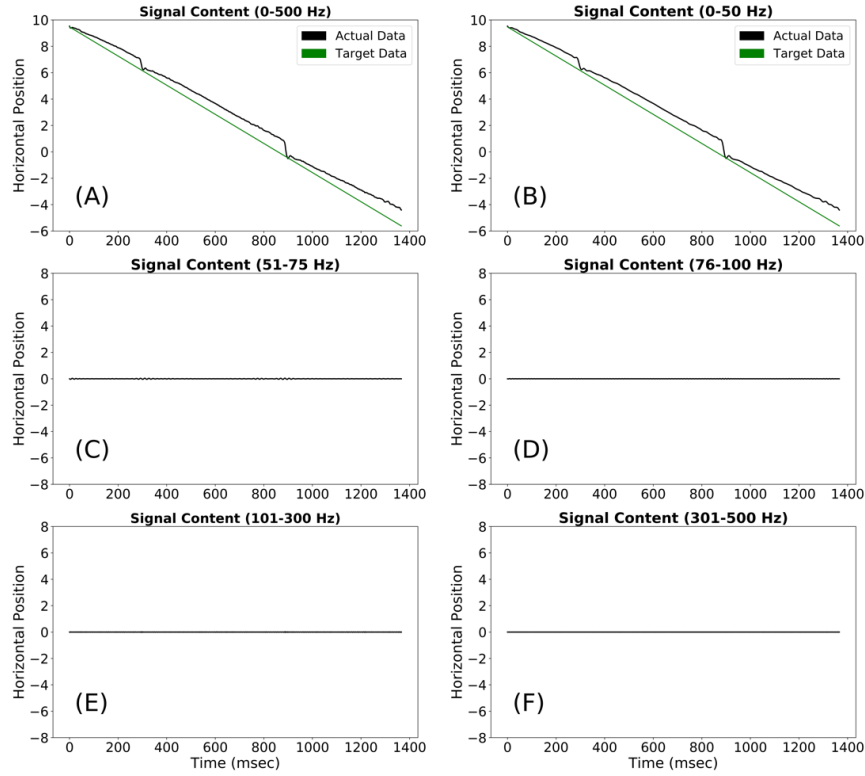 Signal Content (0-500 Hz)
10
8
6
4
2
0
−2
−4
−6
Horizontal Position
Actual Data
Target Data
(A)
0 200 400 600 800 1000 1200 1400
Signal Content (0-50 Hz)
10
8
6
4
2
0
−2
−4
−6
Horizontal Position
Actual Data
Target Data
(B)
0 200 400 600 800 1000 1200 1400
Signal Content (51-75 Hz)
8
6
4
2
0
−2
−4
−6
−8
Horizontal Position
(C)
0 200 400 600 800 1000 1200 1400
Signal Content (76-100 Hz)
8
6
4
2
0
−2
−4
−6
−8
Horizontal Position
(D)
0 200 400 600 800 1000 1200 1400
Signal Content (101-300 Hz)
8
6
4
2
0
−2
−4
−6
−8
Horizontal Position
(E)
0 200 400 600 800 1000 1200 1400
Time (msec)
Signal Content (301-500 Hz)
8
6
4
2
0
−2
−4
−6
−8
Horizontal Position
(F)
0 200 400 600 800 1000 1200 1400
Time (msec)